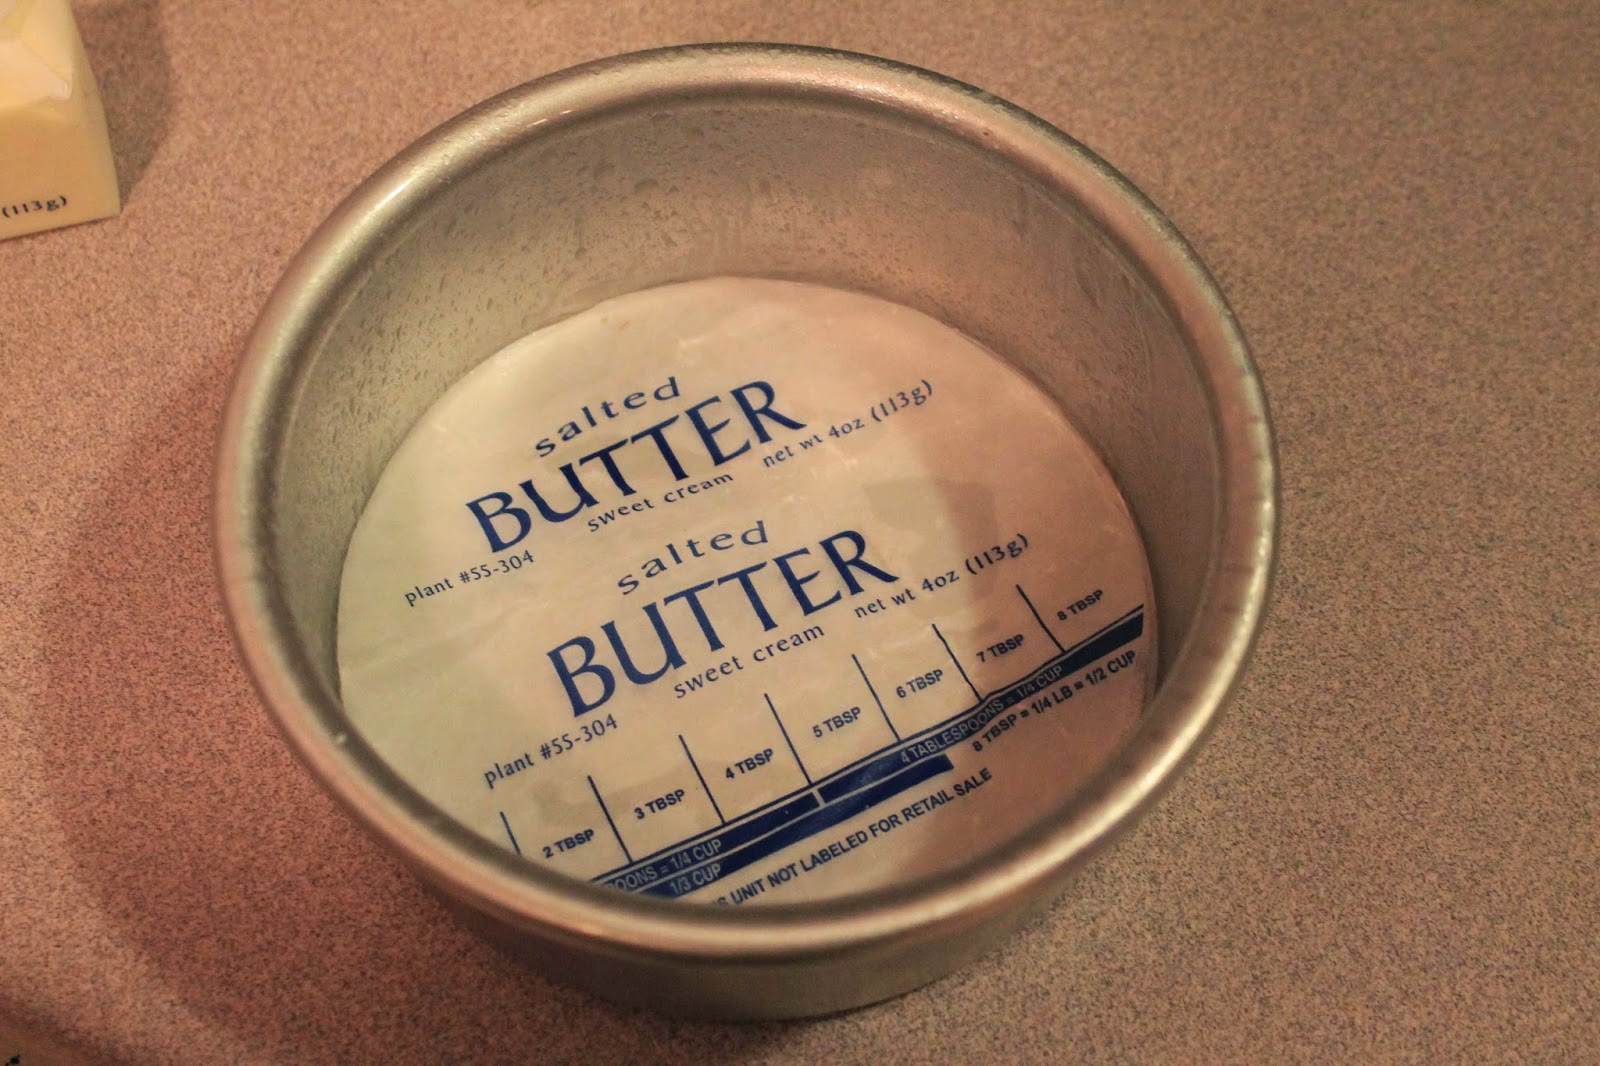 (113g)
salted
BUTTER
sweet cream
net wt 4oz (113g)
plant #55-304
salted
BUTTER
sweet cream
net wt 4oz (113g)
plant #55-304
2 TBSP
3 TBSP
4 TBSP
5 TBSP
6 TBSP
7 TBSP
8 TBSP
= 1/4 CUP
4 TABLESPOONS = 1/4 CUP
1/3 CUP
8 TBSP = 1/4 LB = 1/2 CUP
UNIT NOT LABELED FOR RETAIL SALE